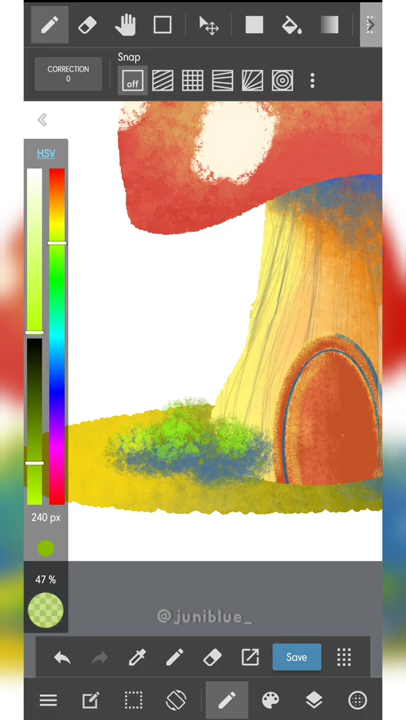 Snap
CORRECTION
0
off
HSV
240 px
47 %
@juniblue_
Save